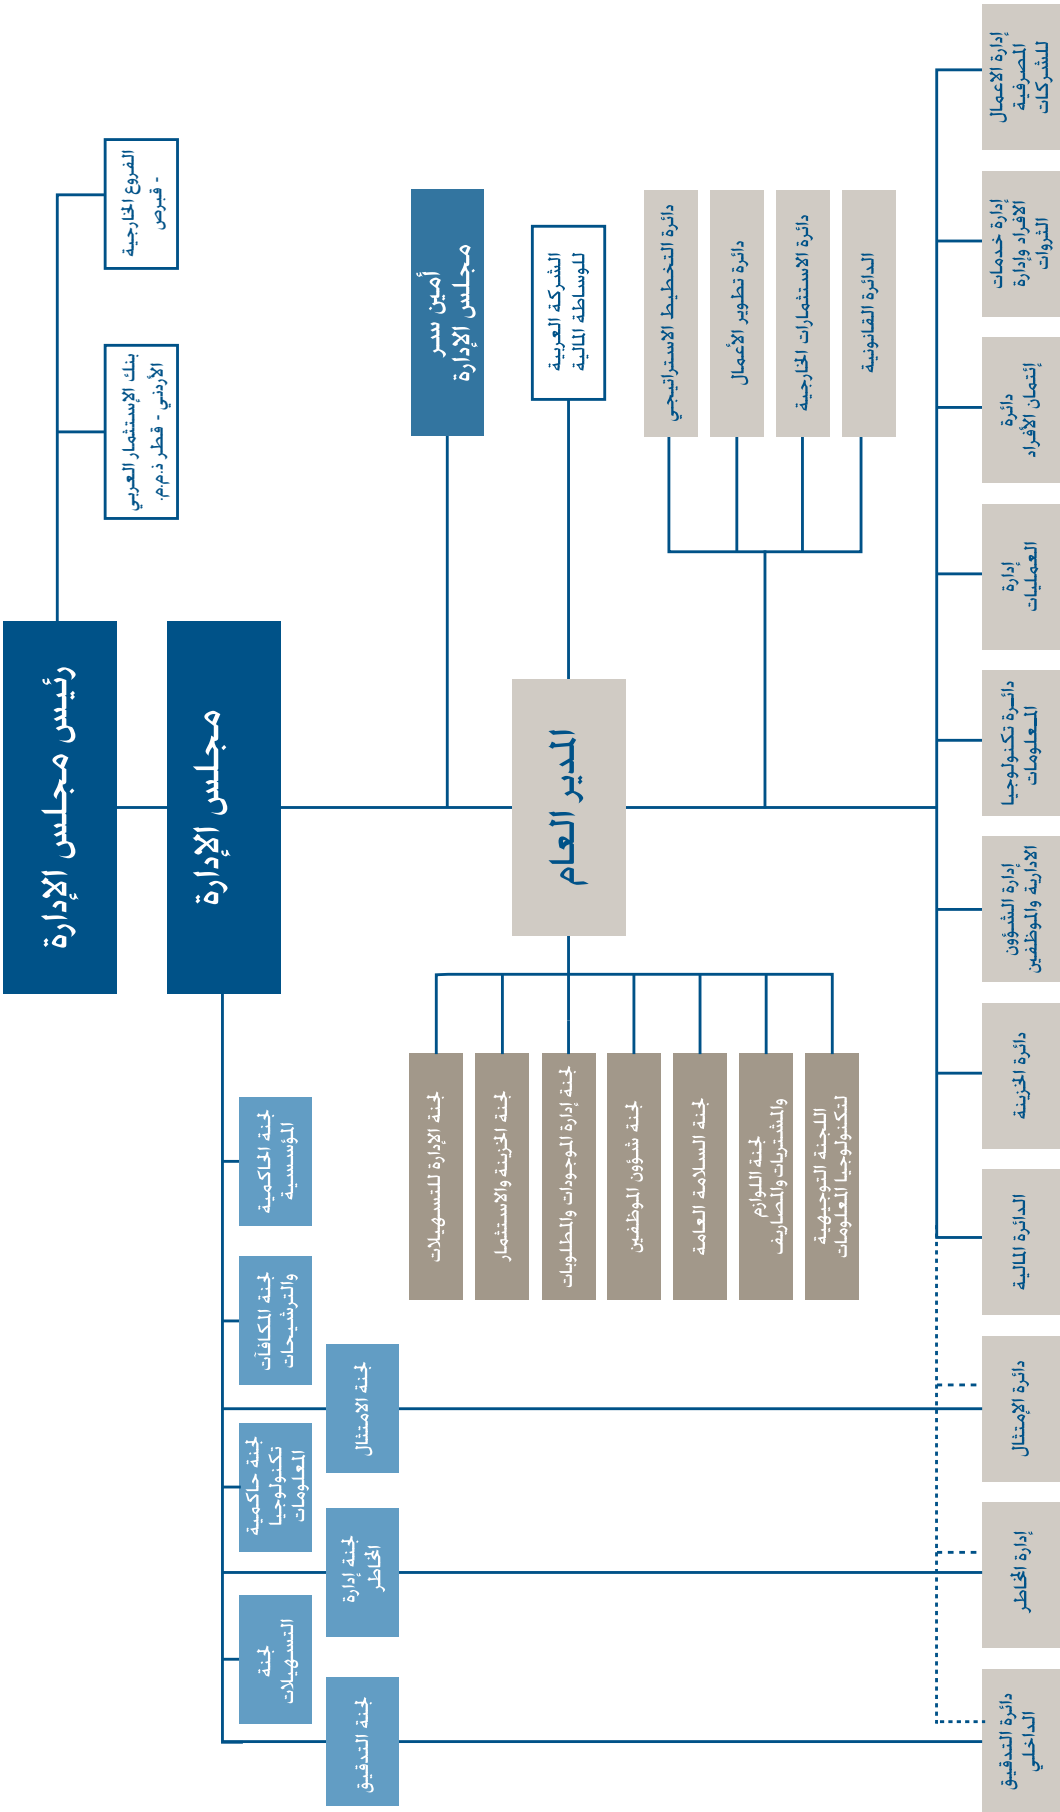 رئيس مجلس الإدارة
مجلس الإدارة
الفروع الخارجية
- قبرص
بنك الإستثمار العربي
الأردني - قطر ذ.م.م.
أمين سر
مجلس الإدارة
الشركة العربية
للوساطة المالية
المدير العام
دائرة التخطيط الاستراتيجي
دائرة تطوير الأعمال
دائرة الاستثمارات الخارجية
الدائرة القانونية
لجنة الإدارة للتسهيلات
لجنة الخزينة والاستثمار
لجنة إدارة الموجودات والمطلوبات
لجنة شؤون الموظفين
لجنة السلامة العامة
لجنة اللوازم
والمشتريات والمصاريف
اللجنة التوجيهية
لتكنولوجيا المعلومات
لجنة الحاكمية
المؤسسية
لجنة المكافآت
والترشيحات
لجنة حاكمية
تكنولوجيا
المعلومات
لجنة
التسهيلات
لجنة الامتثال
لجنة إدارة
المخاطر
لجنة التدقيق
إدارة الاعمال
المصرفية
للشركات
إدارة خدمات
الافراد وإدارة
الثروات
دائرة
إئتمان الأفراد
إدارة
العمليات
دائرة تكنولوجيا
المعلومات
إدارة الشؤون
الادارية والموظفين
دائرة الخزينة
الدائرة المالية
دائرة الإمتثال
إدارة المخاطر
دائرة التدقيق
الداخلي